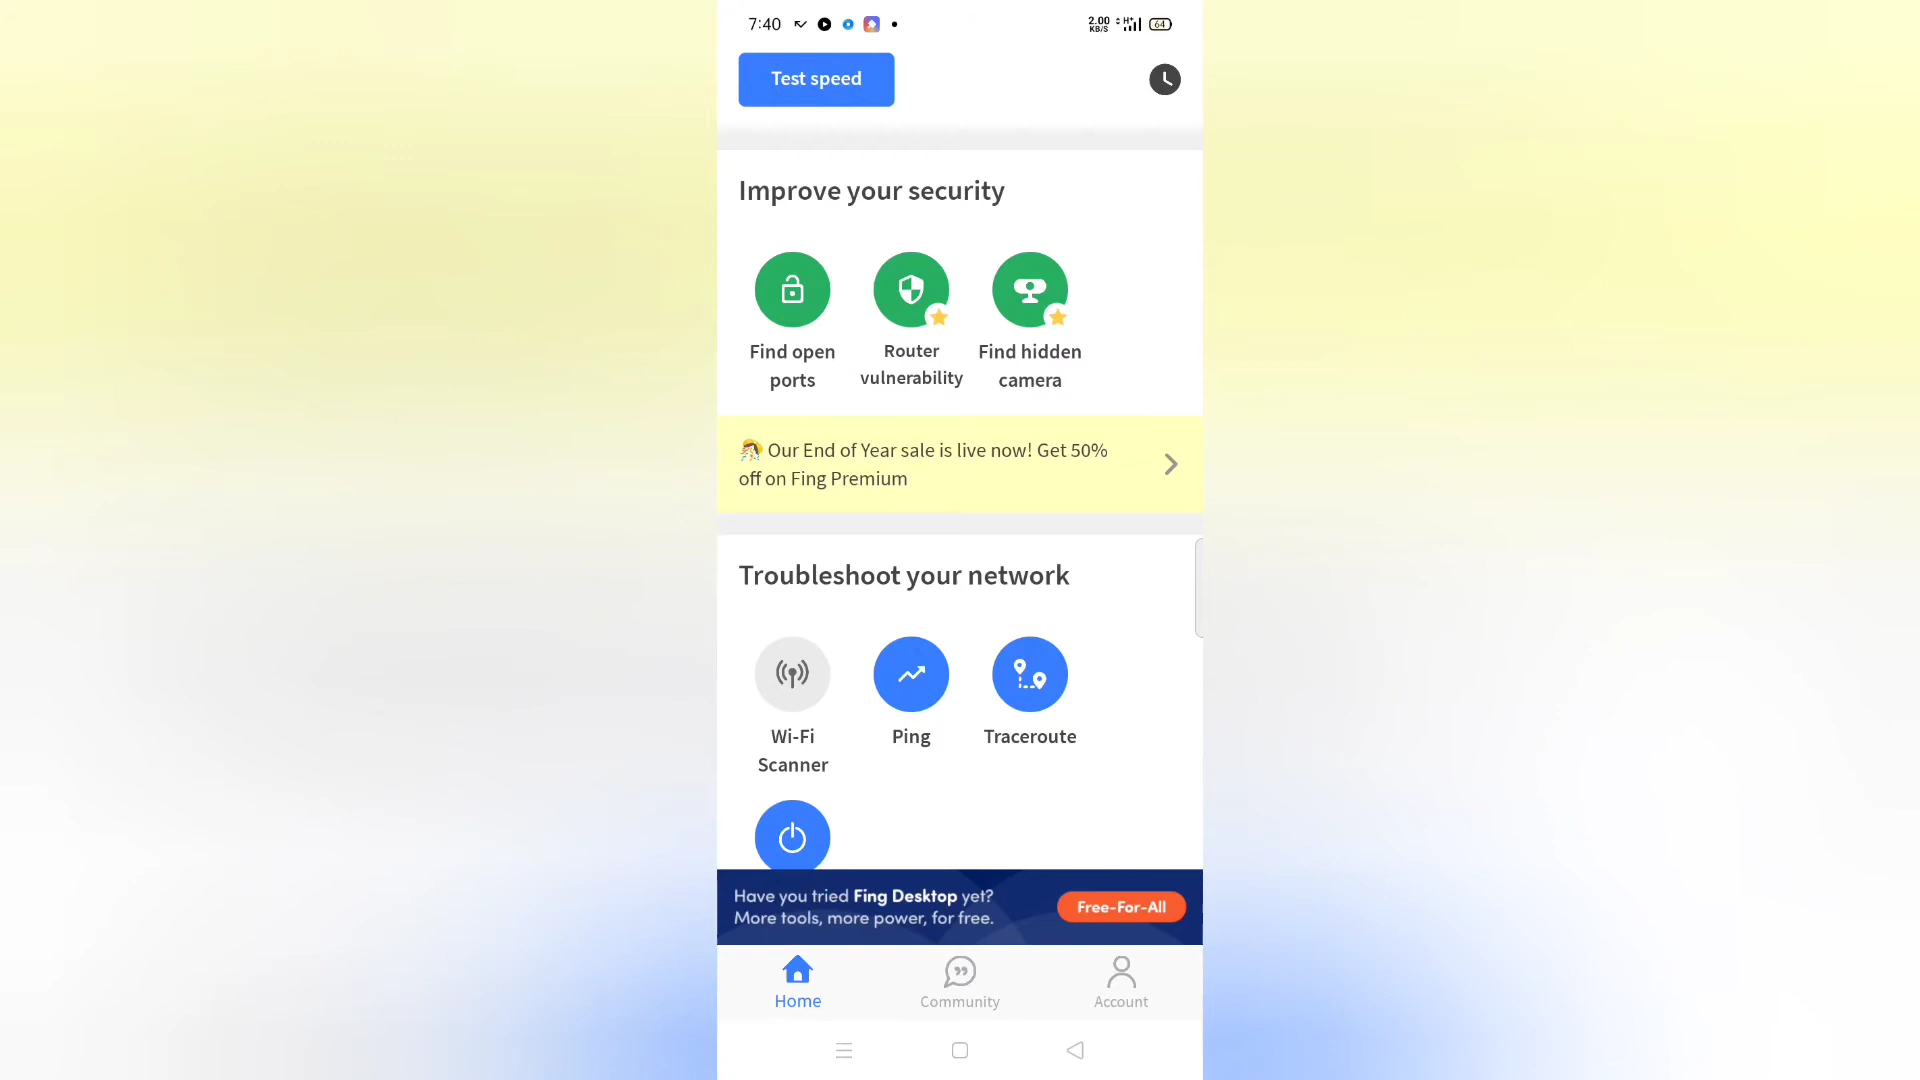 7:40
2.00
KB/S
H+
64
Test speed
Improve your security
Find open
ports
Router
vulnerability
Find hidden
camera
Our End of Year sale is live now! Get 50%
off on Fing Premium
Troubleshoot your network
Wi-Fi
Scanner
Ping
Traceroute
Have you tried Fing Desktop yet?
More tools, more power, for free.
Free-For-All
Home
Community
Account